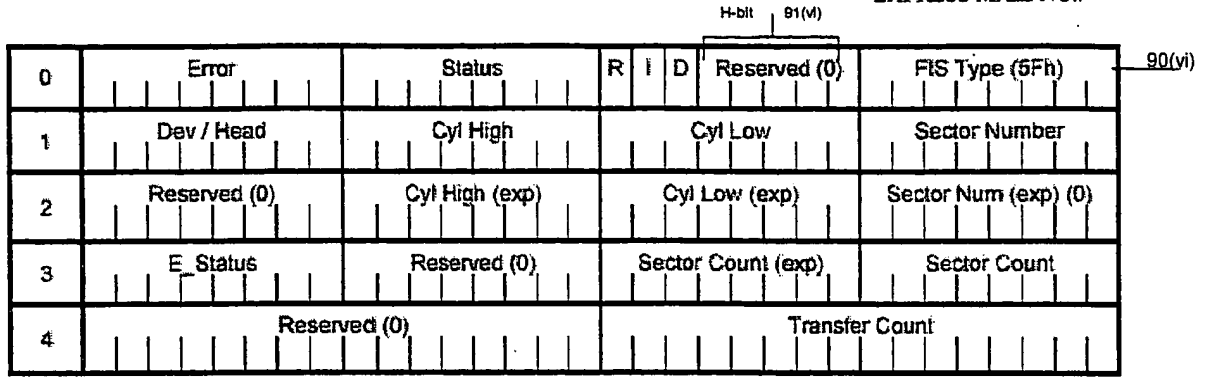 H-bit 91(vi)
0 Error Status R I D Reserved (0) FIS Type (5Fh) 90(vi)
1 Dev / Head Cyl High Cyl Low Sector Number
2 Reserved (0) Cyl High (exp) Cyl Low (exp) Sector Num (exp) (0)
3 E_Status Reserved (0) Sector Count (exp) Sector Count
4 Reserved (0) Transfer Count